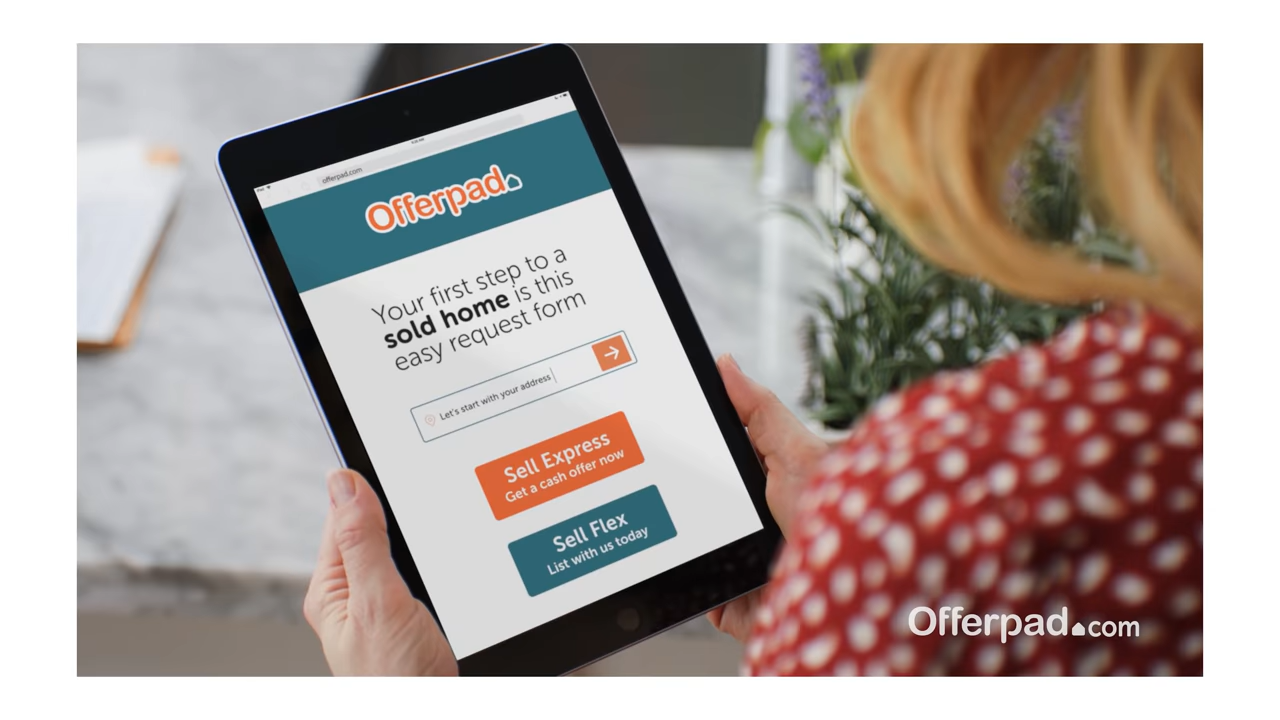 offerpad.com
Offerpad
Your first step to a
sold home is this
easy request form
Let's start with your address
Sell Express
Get a cash offer now
Sell Flex
List with us today
Offerpad.com